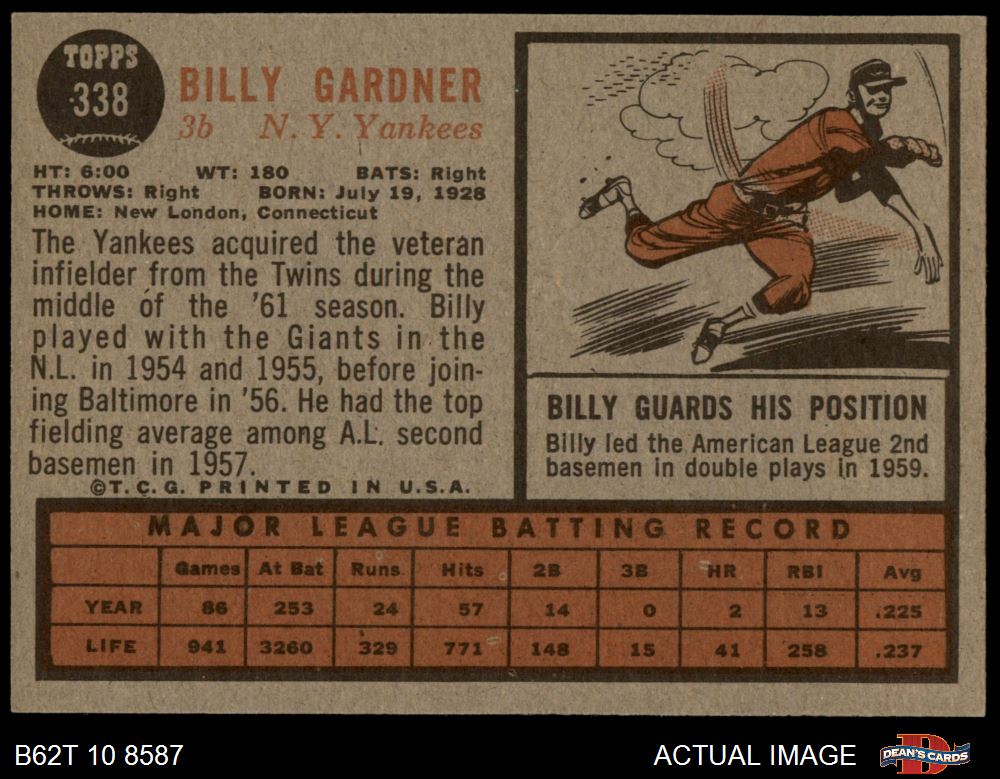 TOPPS
338
BILLY GARDNER
3b N. Y. Yankees
HT: 6:00 WT: 180 BATS: Right
THROWS: Right BORN: July 19, 1928
HOME: New London, Connecticut
The Yankees acquired the veteran
infielder from the Twins during the
middle of the '61 season. Billy
played with the Giants in the
N.L. in 1954 and 1955, before join-
ing Baltimore in '56. He had the top
fielding average among A.L. second
basemen in 1957.
©T.C.G. PRINTED IN U.S.A.
BILLY GUARDS HIS POSITION
Billy led the American League 2nd
basemen in double plays in 1959.
MAJOR LEAGUE BATTING RECORD
Games At Bat Runs Hits 2B 3B HR RBI Avg
YEAR 86 253 24 57 14 0 2 13 .225
LIFE 941 3260 329 771 148 15 41 258 .237
B62T 10 8587
ACTUAL IMAGE
DEAN'S CARDS